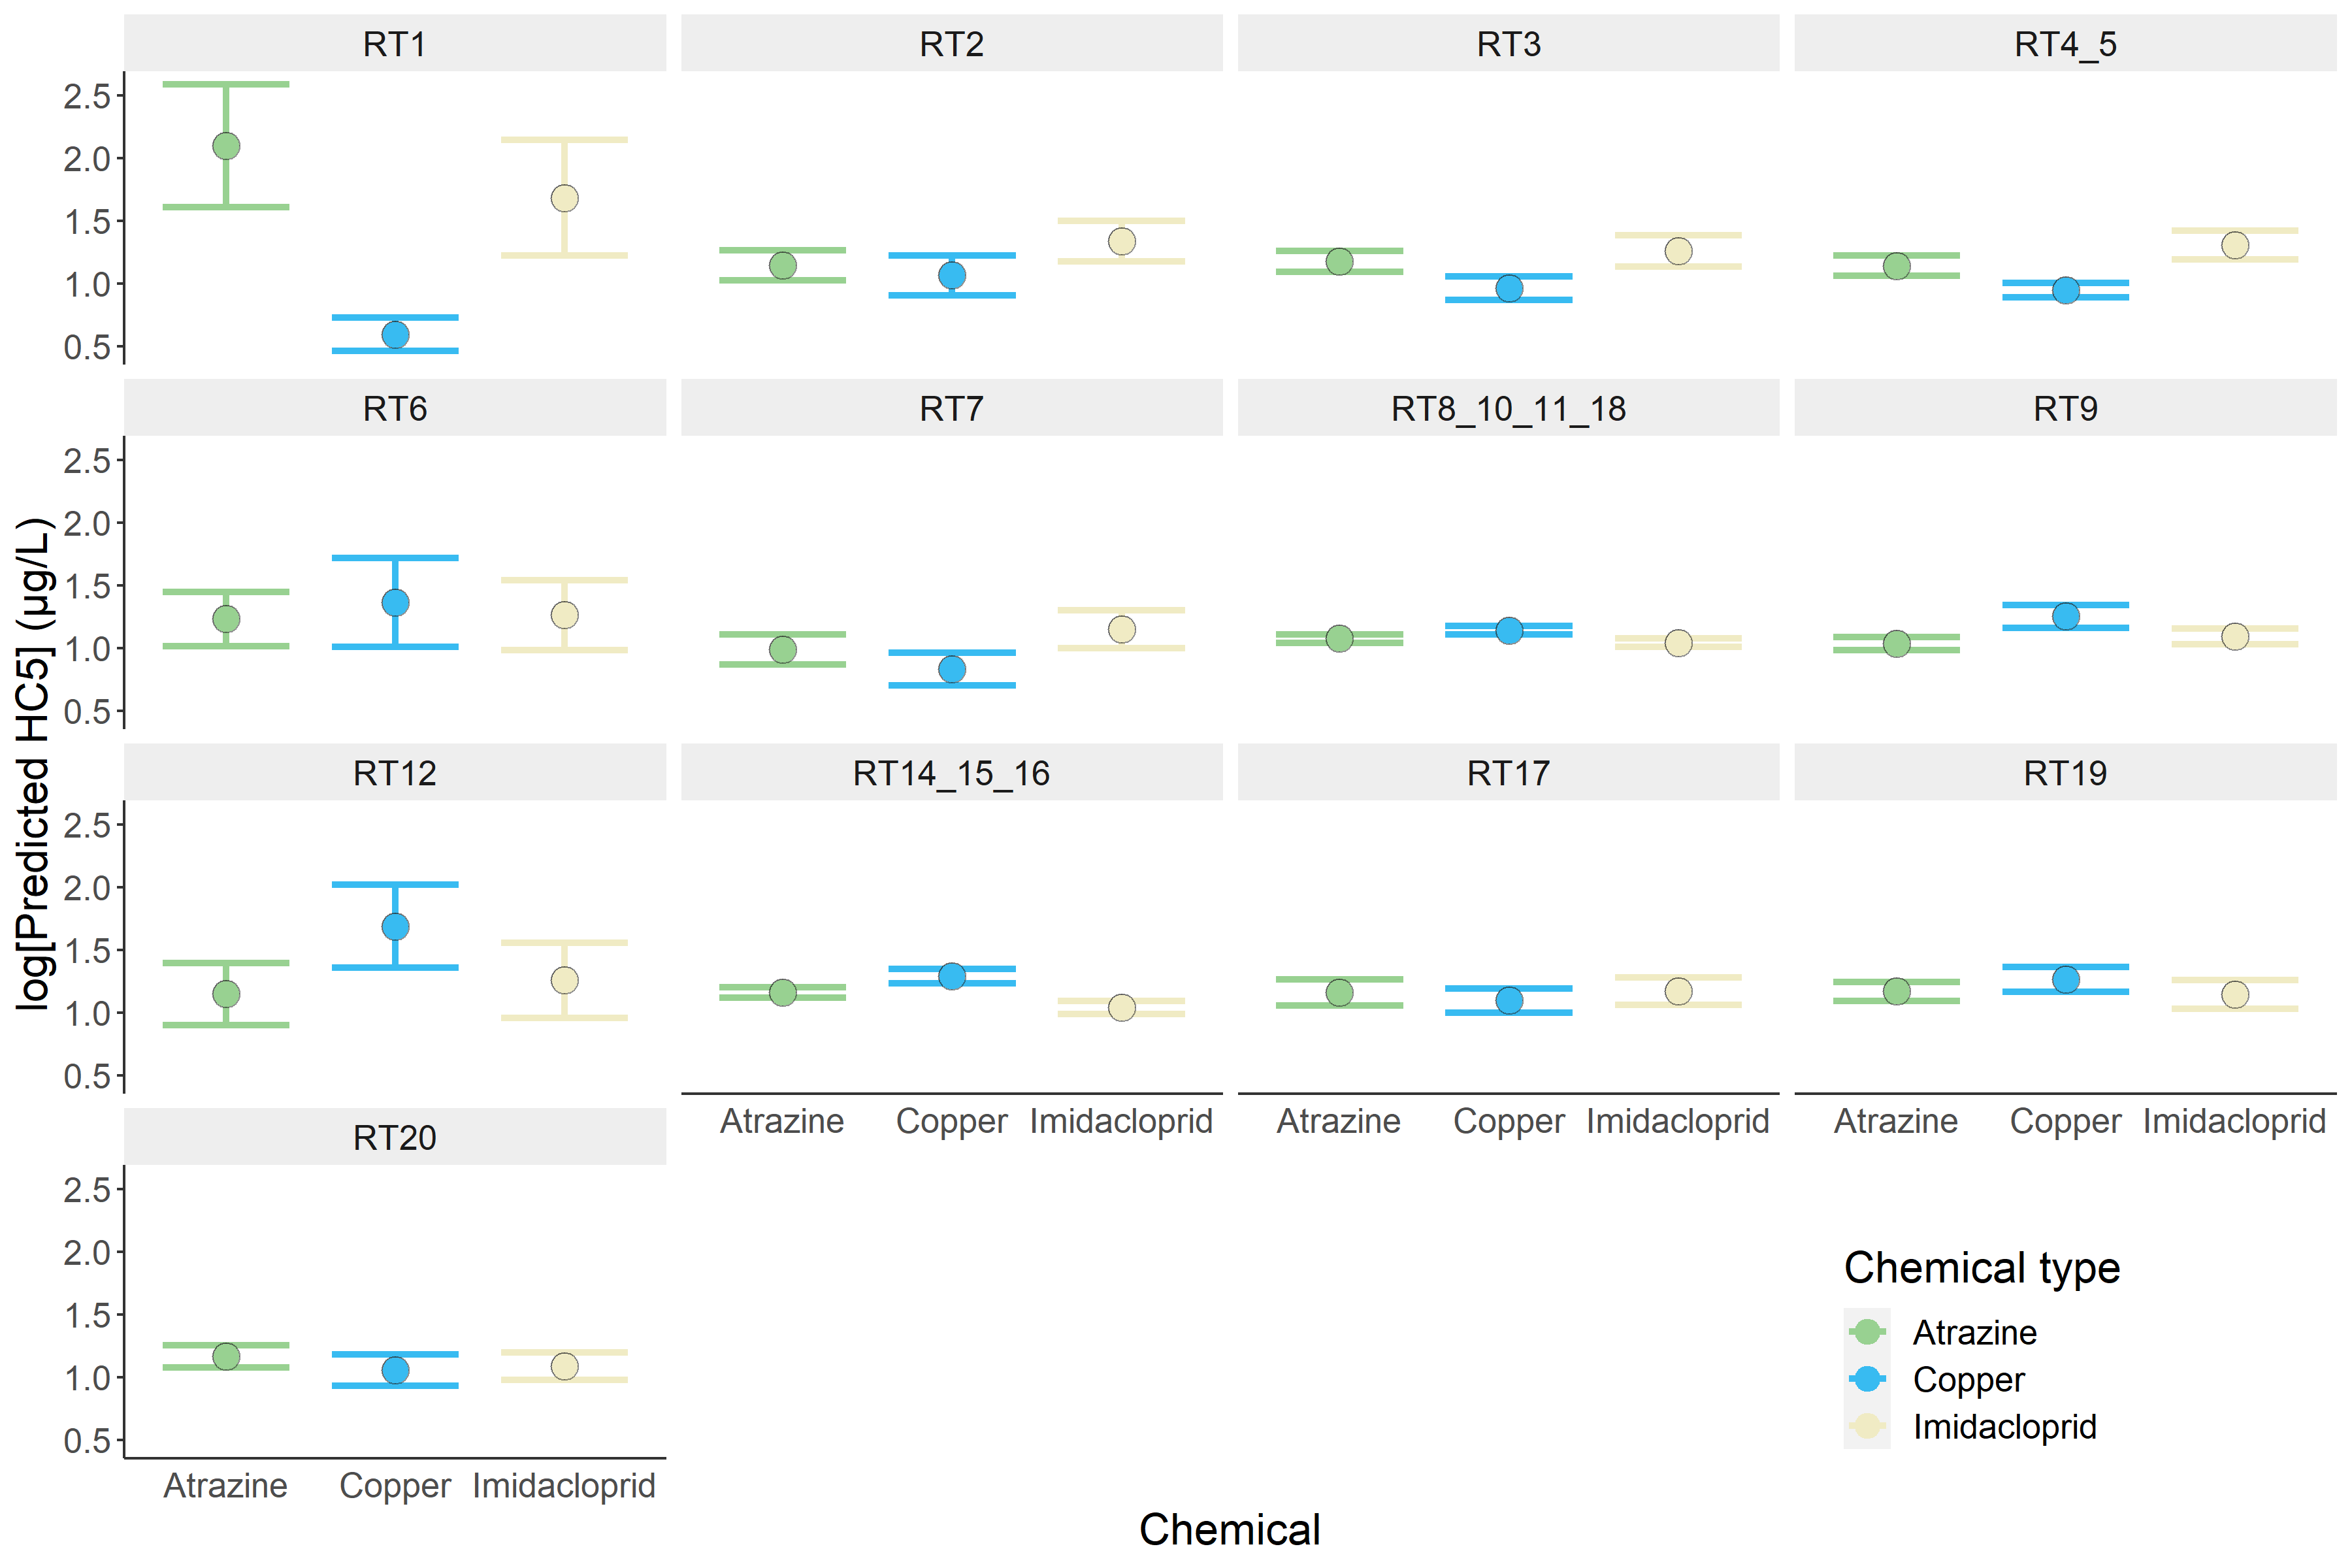 RT1 RT2 RT3 RT4_5
2.5
2.0
1.5
1.0
0.5
RT6 RT7 RT8_10_11_18 RT9
2.5
2.0
1.5
1.0
0.5
log[Predicted HC5] (µg/L)
RT12 RT14_15_16 RT17 RT19
2.5
2.0
1.5
1.0
0.5
Atrazine Copper Imidacloprid Atrazine Copper Imidacloprid Atrazine Copper Imidacloprid
RT20
2.5
2.0
1.5
1.0
0.5
Atrazine Copper Imidacloprid
Chemical
Chemical type
Atrazine
Copper
Imidacloprid